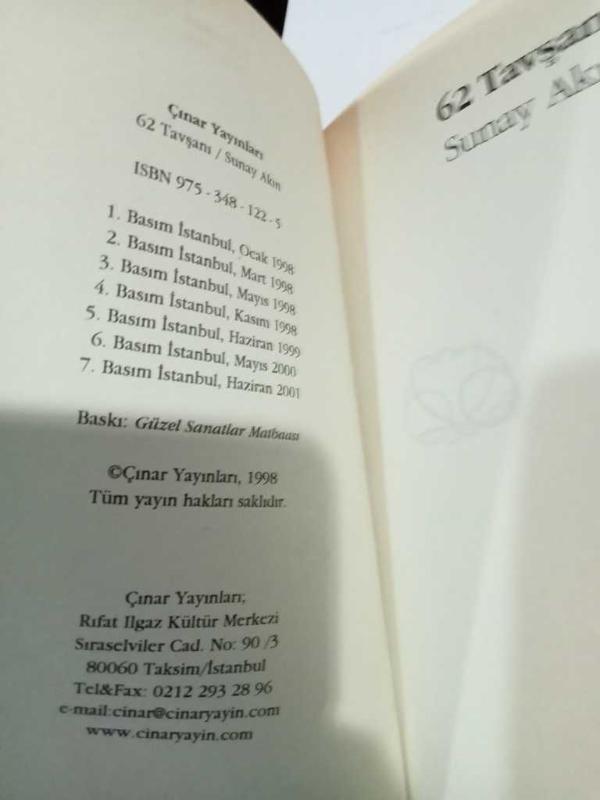 Çınar Yayınları
62 Tavşanı / Sunay Akın
ISBN 975 - 348 - 122 - 5
1. Basım İstanbul, Ocak 1998
2. Basım İstanbul, Mart 1998
3. Basım İstanbul, Mayıs 1998
4. Basım İstanbul, Kasım 1998
5. Basım İstanbul, Haziran 1999
6. Basım İstanbul, Mayıs 2000
7. Basım İstanbul, Haziran 2001
Baskı: Güzel Sanatlar Matbaası
©Çınar Yayınları, 1998
Tüm yayın hakları saklıdır.
Çınar Yayınları;
Rıfat Ilgaz Kültür Merkezi
Sıraselviler Cad. No: 90 /3
80060 Taksim/İstanbul
Tel&Fax: 0212 293 28 96
e-mail:cinar@cinaryayin.com
www.cinaryayin.com
62 Tavşan
Sunay Akı